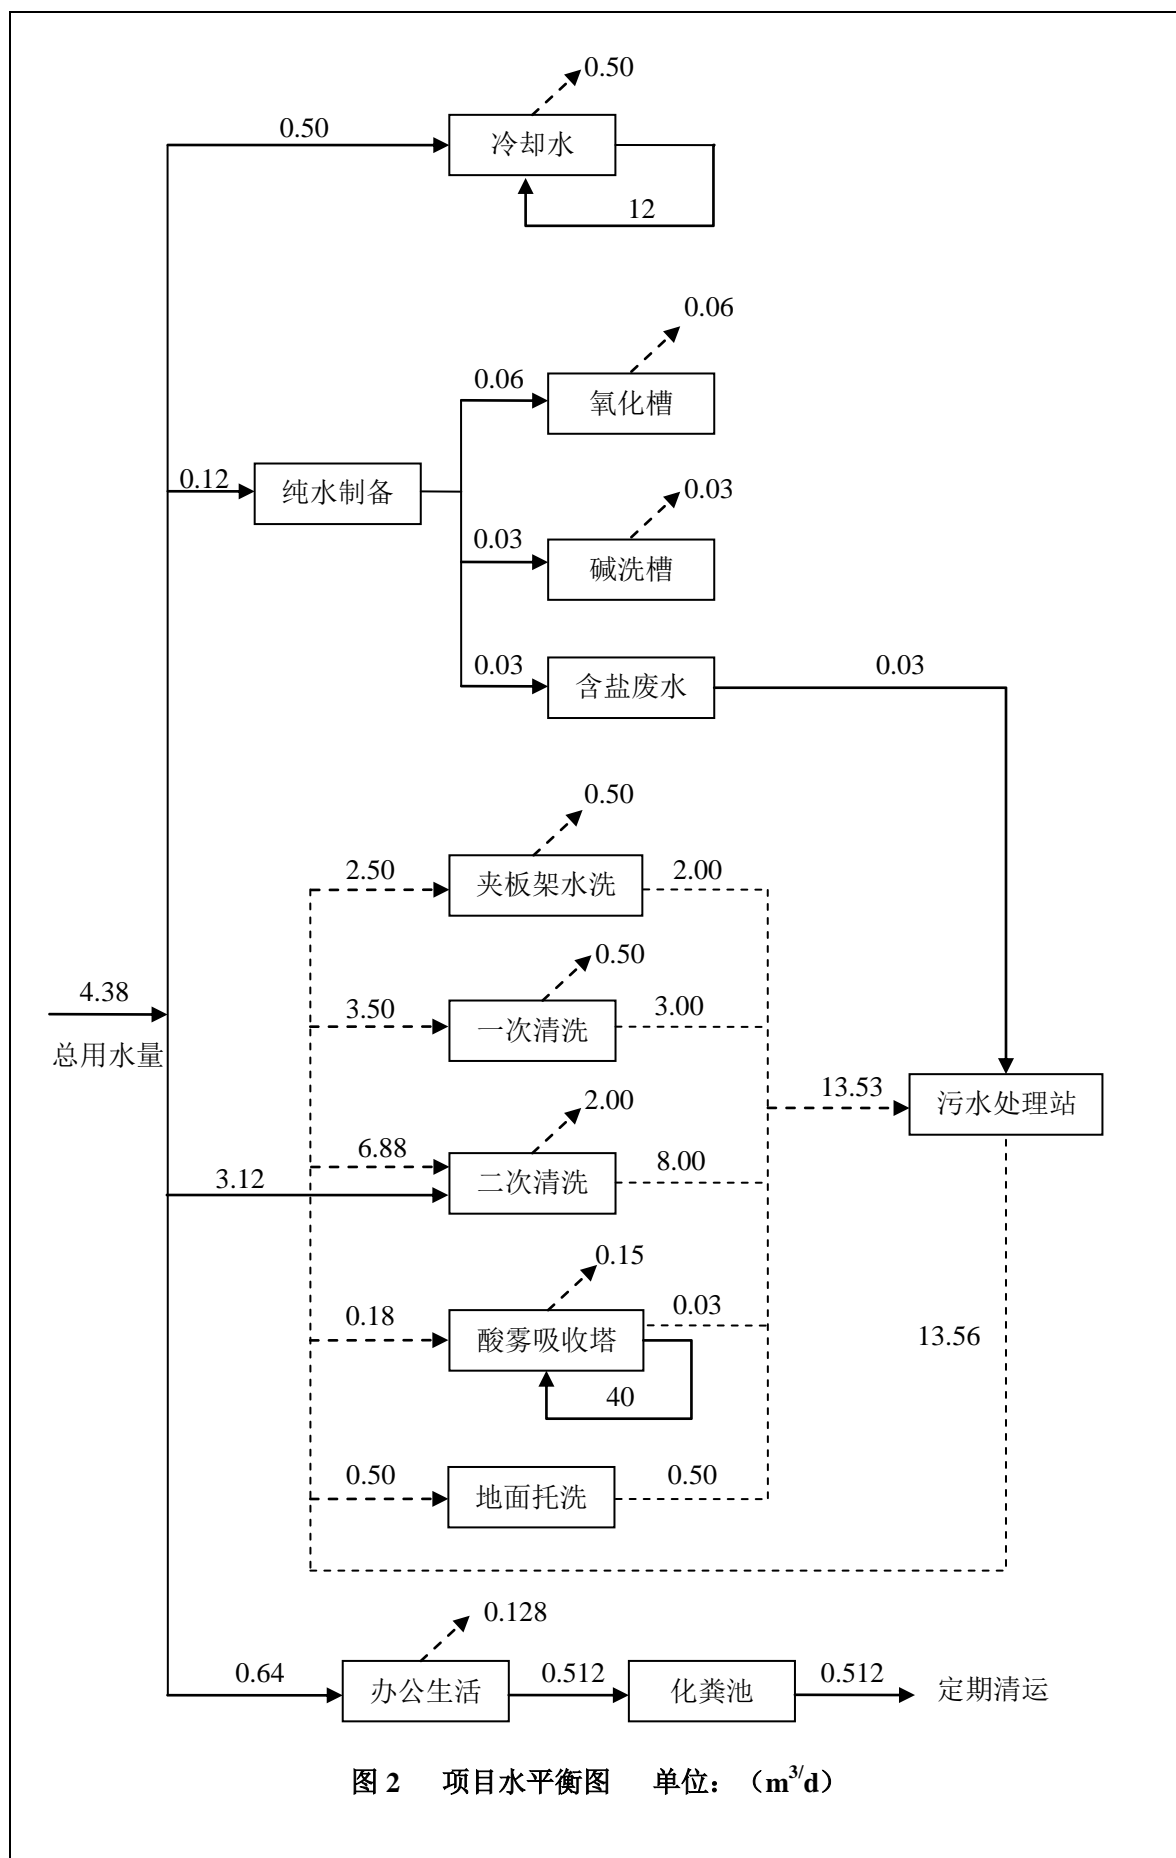 0.50
0.50
冷却水
12
0.06
0.06
氧化槽
0.12
纯水制备
0.03
0.03
碱洗槽
0.03
含盐废水
0.03
0.50
2.50
夹板架水洗
2.00
0.50
4.38
总用水量
3.50
一次清洗
3.00
13.53
污水处理站
2.00
6.88
3.12
二次清洗
8.00
0.15
0.18
酸雾吸收塔
0.03
40
13.56
0.50
地面托洗
0.50
0.128
0.64
办公生活
0.512
化粪池
0.512
定期清运
图 2 项目水平衡图 单位：（m³/d）